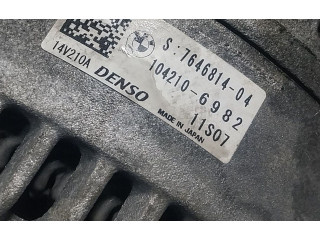 S:7646814-04
104210-6982
14V210A
DENSO
11S07
MADE IN JAPAN